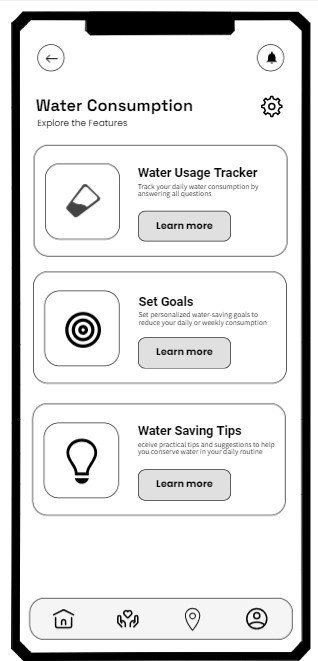 Water Consumption
Explore the Features
Water Usage Tracker
Track your daily water consumption by
answering all questions
Learn more
Set Goals
Set personalized water-saving goals to
reduce your daily or weekly consumption
Learn more
Water Saving Tips
eceive practical tips and suggestions to help
you conserve water in your daily routine
Learn more